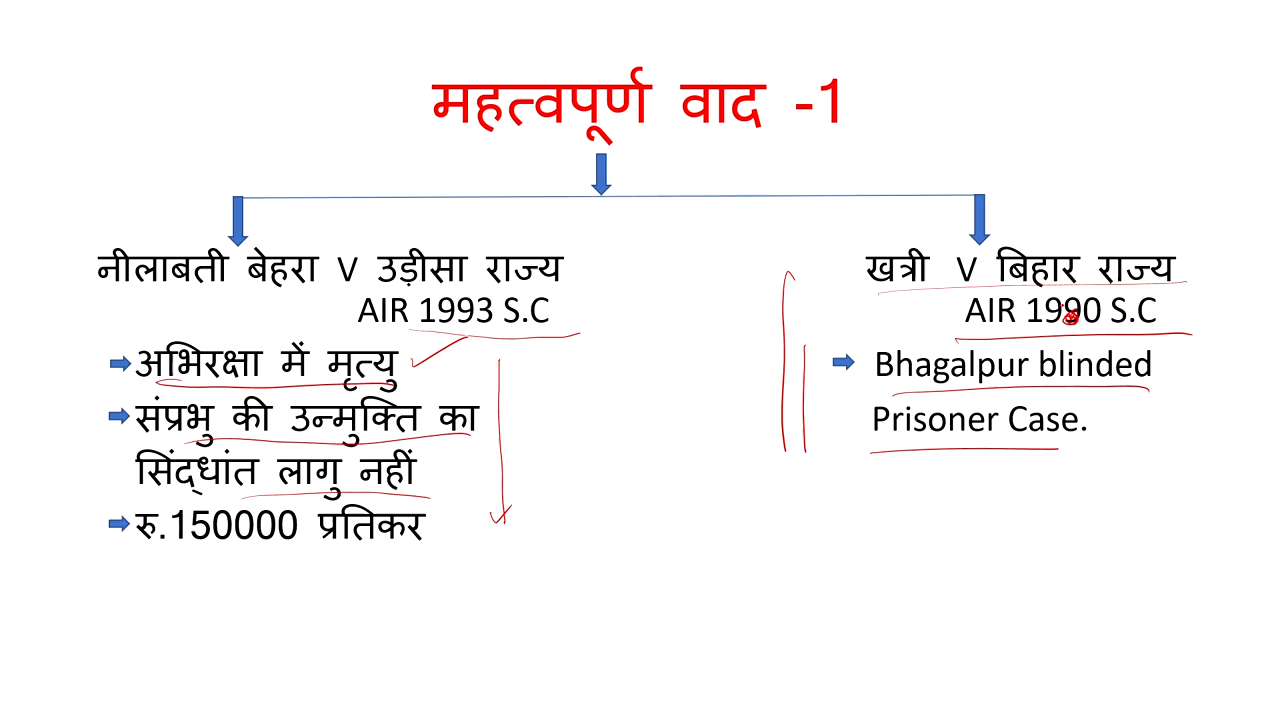 महत्वपूर्ण वाद -1
नीलाबती बेहरा V उड़ीसा राज्य
AIR 1993 S.C
अभिरक्षा में मृत्यु
संप्रभु की उन्मुक्ति का
सिंद्धांत लागु नहीं
रु.150000 प्रतिकर
खत्री V बिहार राज्य
AIR 1990 S.C
Bhagalpur blinded
Prisoner Case.